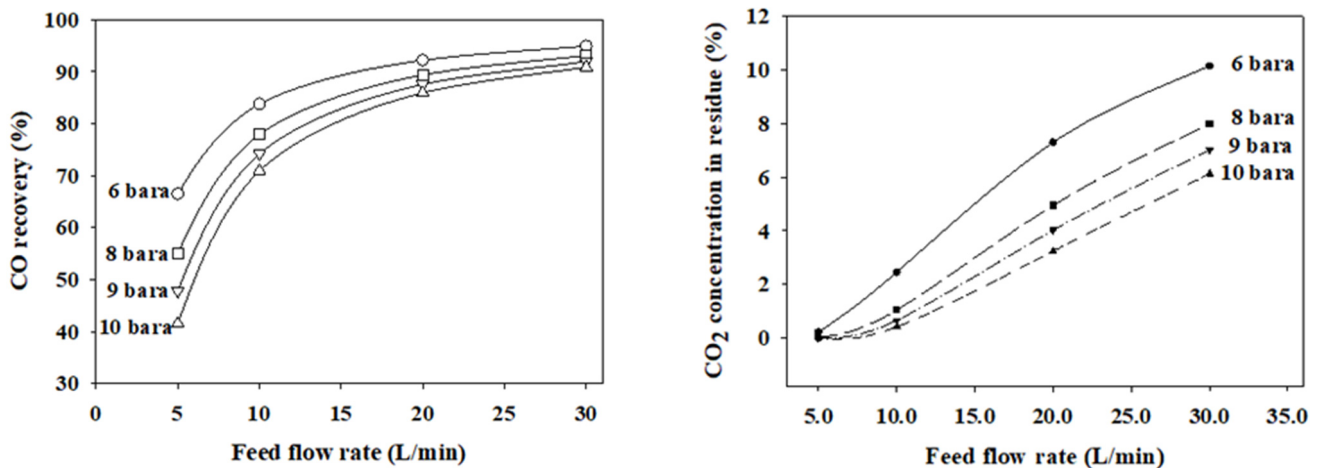 CO recovery (%)
100
90
80
70
60
50
40
30
6 bara
8 bara
9 bara
10 bara
0 5 10 15 20 25 30
Feed flow rate (L/min)
CO2 concentration in residue (%)
12
10
8
6
4
2
0
6 bara
8 bara
9 bara
10 bara
5.0 10.0 15.0 20.0 25.0 30.0 35.0
Feed flow rate (L/min)